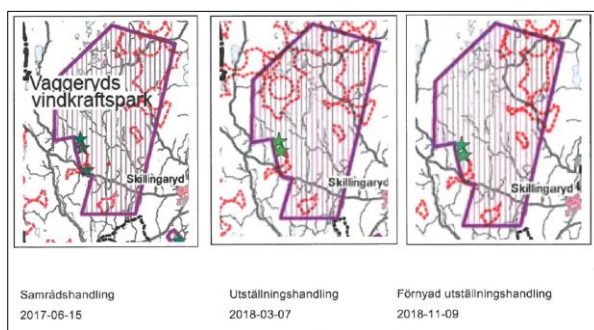 Vaggeryds
vindkraftspark
Skillingaryd
Skillingaryd
Skillingaryd
Samrådshandling
2017-06-15
Utställningshandling
2018-03-07
Förnyad utställningshandling
2018-11-09